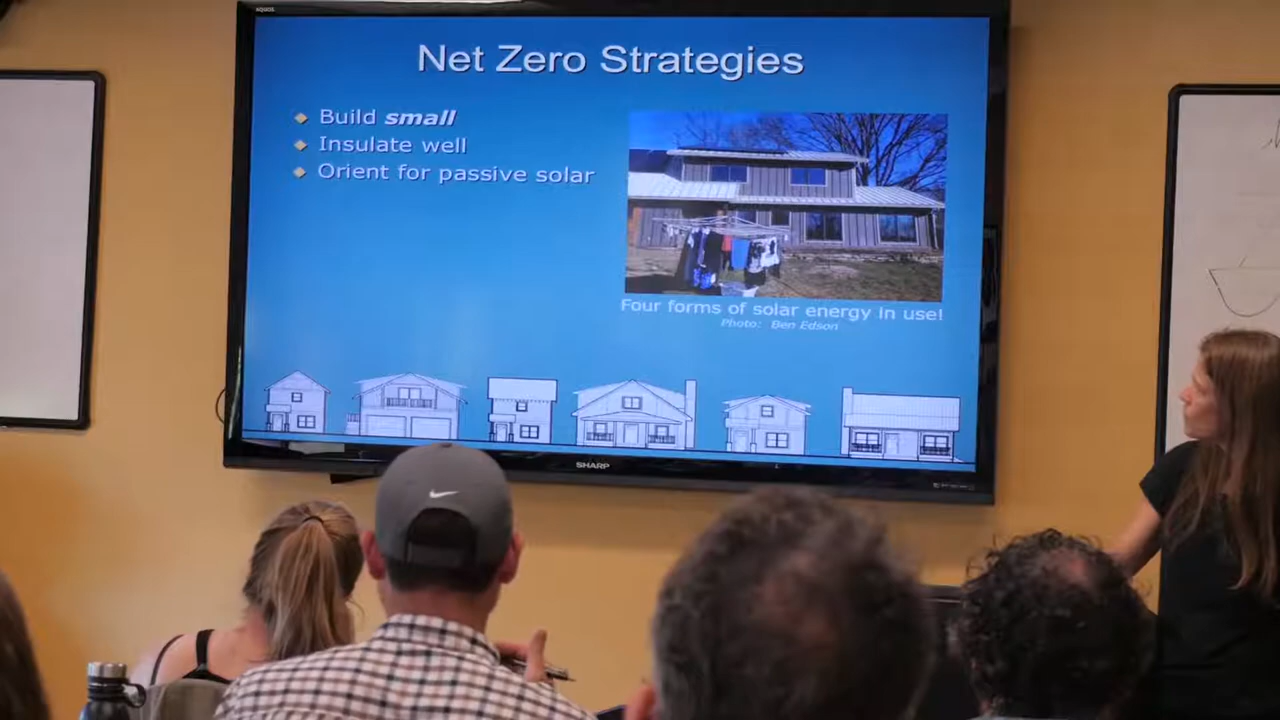 AQUOS
Net Zero Strategies
Build small
Insulate well
Orient for passive solar
Four forms of solar energy in use!
Photo: Ben Edson
SHARP